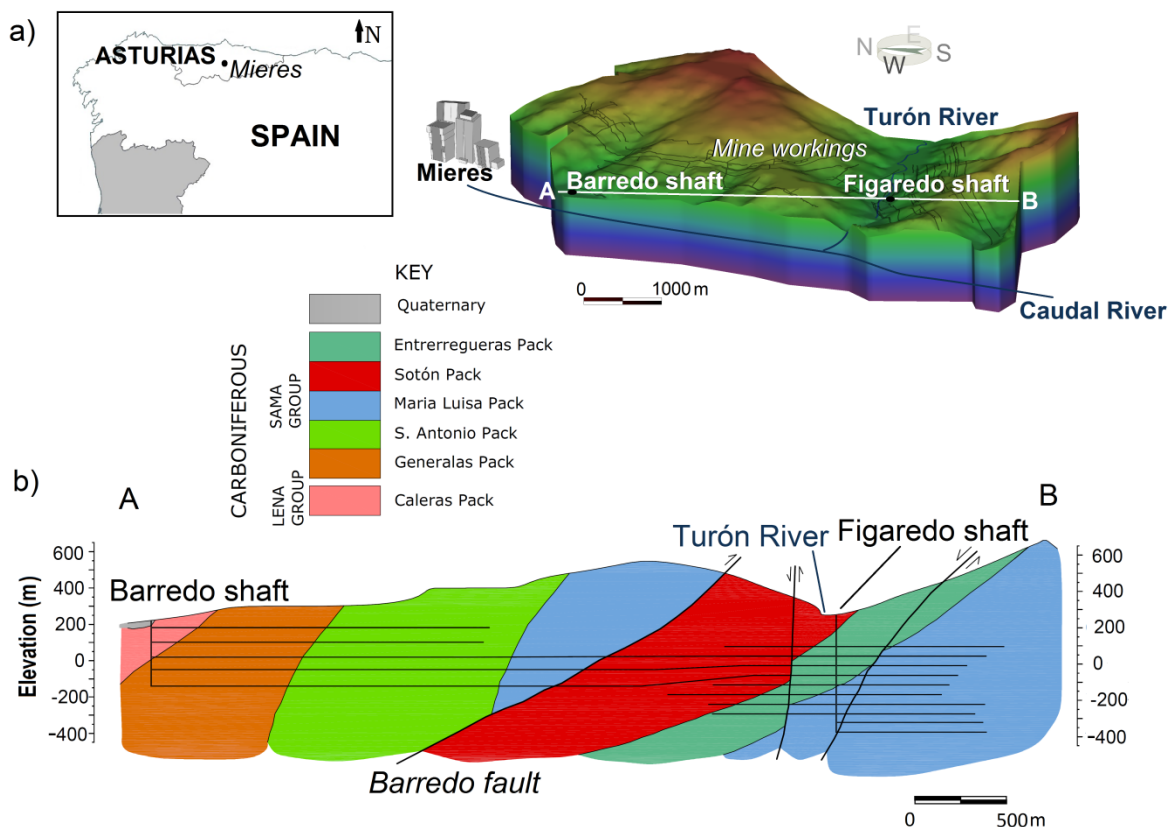 a)
N
ASTURIAS
Mieres
SPAIN
N E
W S
Turón River
Mine workings
Mieres
A Barredo shaft Figaredo shaft B
0 1000 m
Caudal River
KEY
Quaternary
CARBONIFEROUS
SAMA
GROUP
LENA
GROUP
Entrerregueras Pack
Sotón Pack
Maria Luisa Pack
S. Antonio Pack
Generalas Pack
Caleras Pack
b)
A B
Turón River Figaredo shaft
Barredo shaft
Elevation (m)
600
400
200
0
-200
-400
600
400
200
0
-200
-400
Barredo fault
0 500m